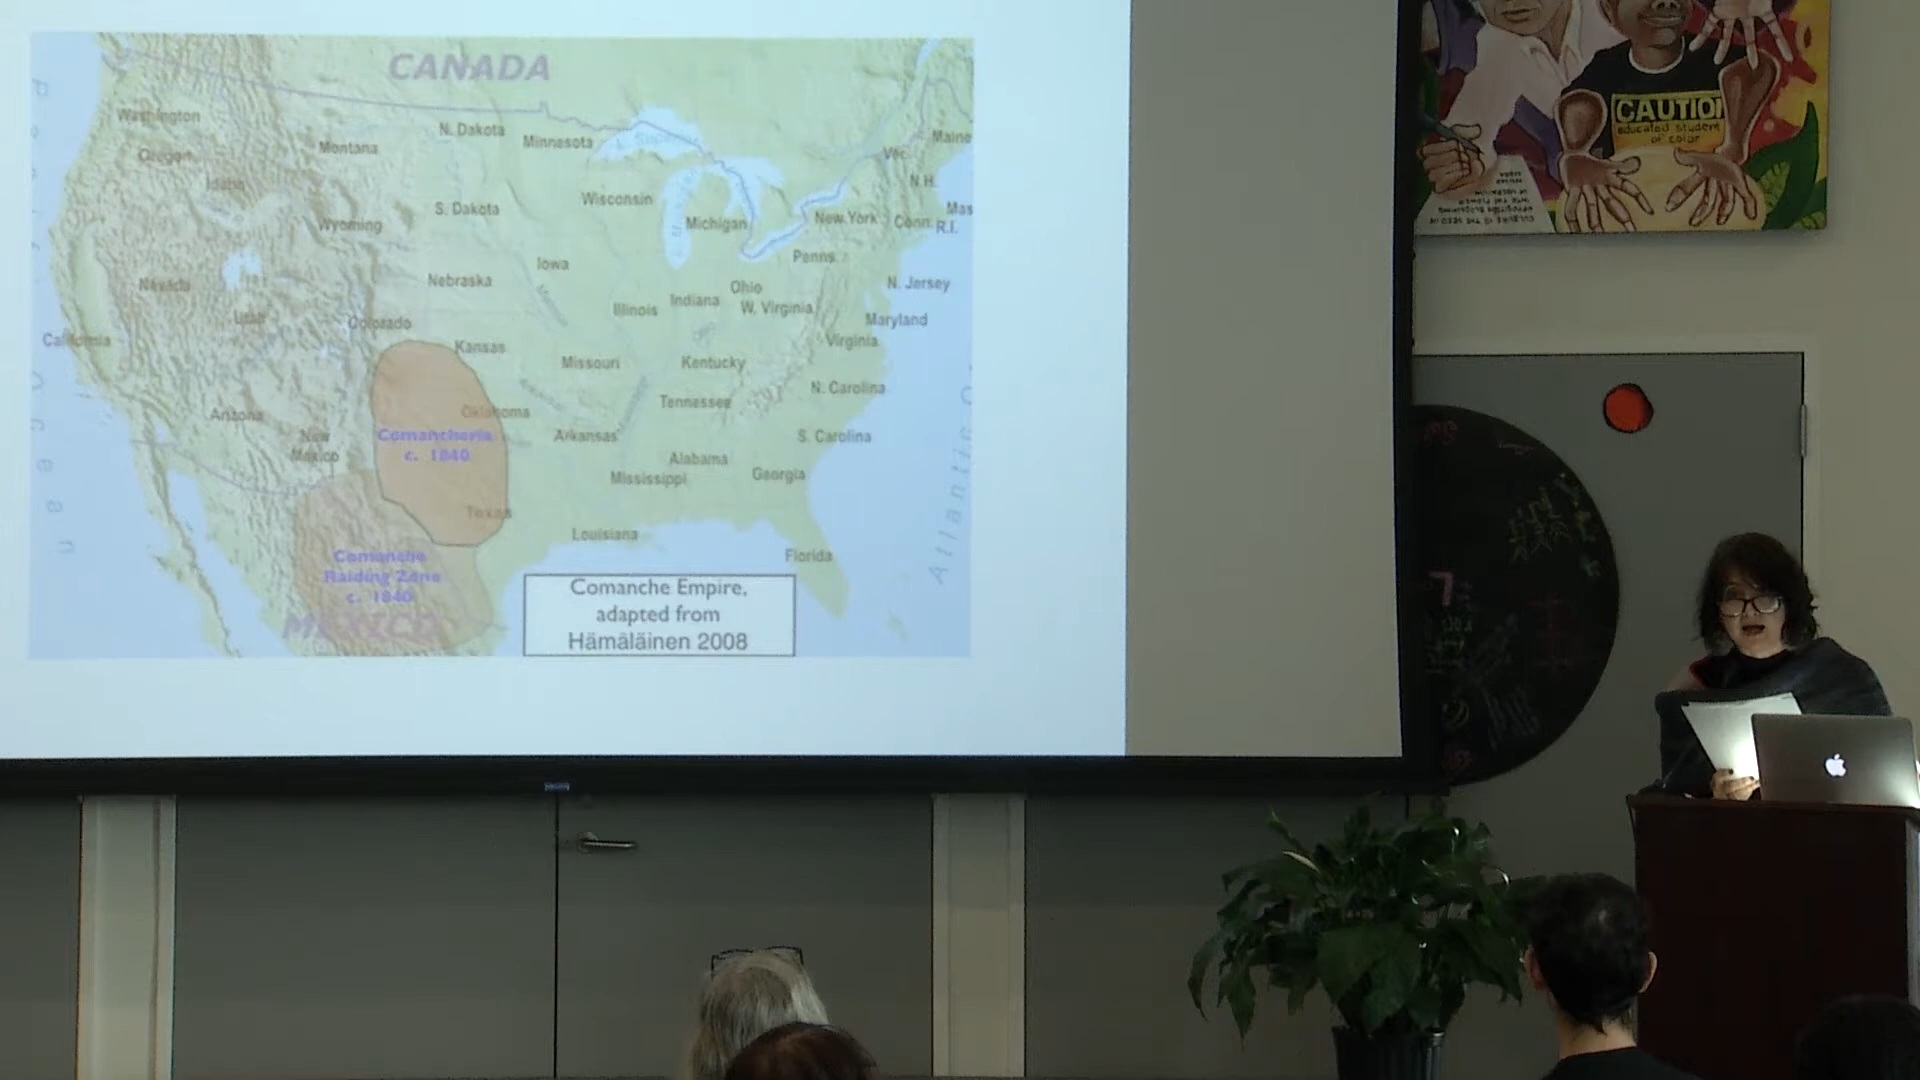 CANADA
Washington
N. Dakota
Minnesota
Maine
Oregon
Montana
Idaho
Wisconsin
N.H.
S. Dakota
Wyoming
Michigan
New York
Conn.
Mas
R.I.
Iowa
Penns.
Nevada
Nebraska
Ohio
N. Jersey
Illinois
Indiana
W. Virginia
Utah
Colorado
Maryland
California
Kansas
Virginia
Missouri
Kentucky
N. Carolina
Tennessee
Arizona
Oklahoma
New
Mexico
Comancheria
c. 1840
Arkansas
S. Carolina
Alabama
Mississippi
Georgia
Texas
Louisiana
Florida
Comanche
Raiding Zone
c. 1840
MEXICO
Atlantic O
Comanche Empire,
adapted from
Hämäläinen 2008
CAUTIO
educated student
of color